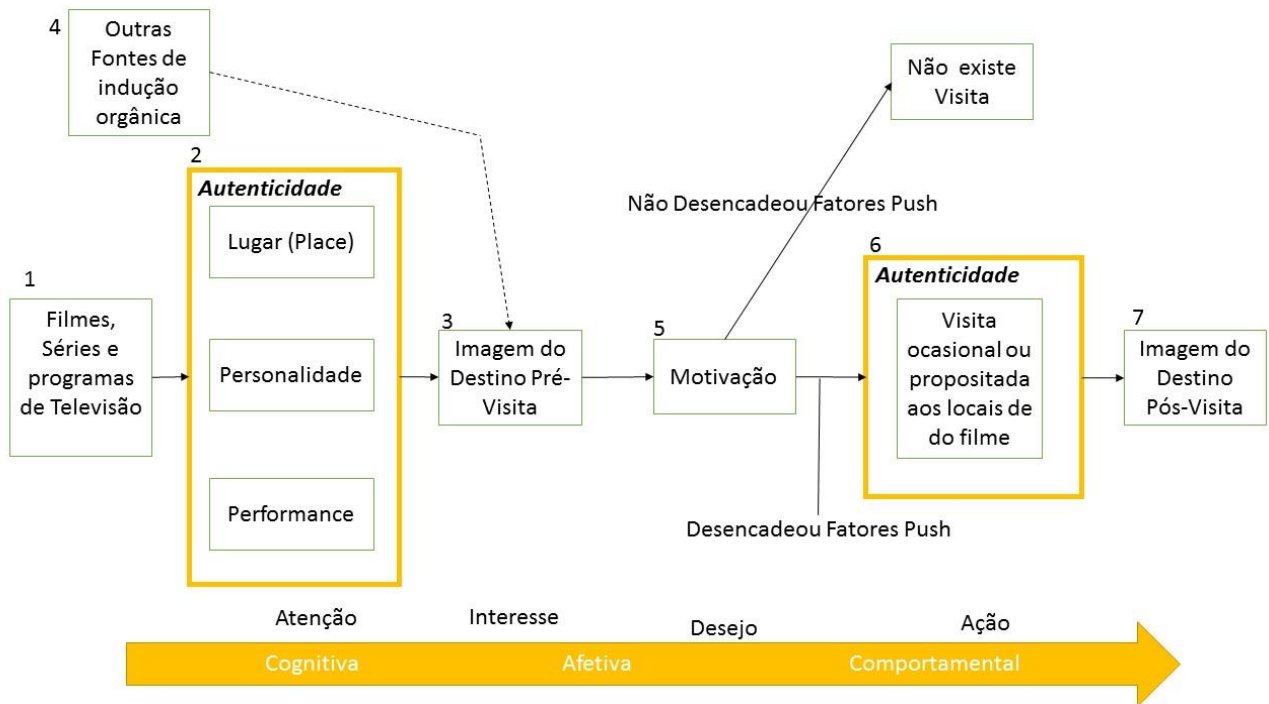 4
Outras
Fontes de
indução
orgânica
Não existe
Visita
2
Autenticidade
Lugar (Place)
Personalidade
Performance
Não Desencadeou Fatores Push
1
Filmes,
Séries e
programas
de Televisão
3
Imagem do
Destino Pré-
Visita
5
Motivação
6
Autenticidade
Visita
ocasional ou
propositada
aos locais de
do filme
7
Imagem do
Destino
Pós-Visita
Desencadeou Fatores Push
Atenção
Interesse
Desejo
Ação
Cognitiva
Afetiva
Comportamental